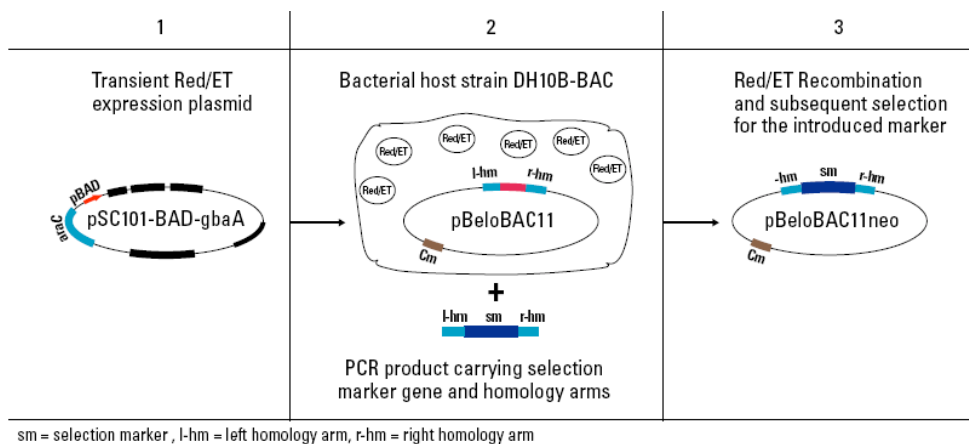 1
2
3
Transient Red/ET
expression plasmid
Bacterial host strain DH10B-BAC
Red/ET Recombination
and subsequent selection
for the introduced marker
pBAD
araC
pSC101-BAD-gbaA
Red/ET
Red/ET
Red/ET
Red/ET
Red/ET
Red/ET
l-hm r-hm
pBeloBAC11
Cm
+
l-hm sm r-hm
PCR product carrying selection
marker gene and homology arms
-hm sm r-hm
pBeloBAC11neo
Cm
sm = selection marker , l-hm = left homology arm, r-hm = right homology arm